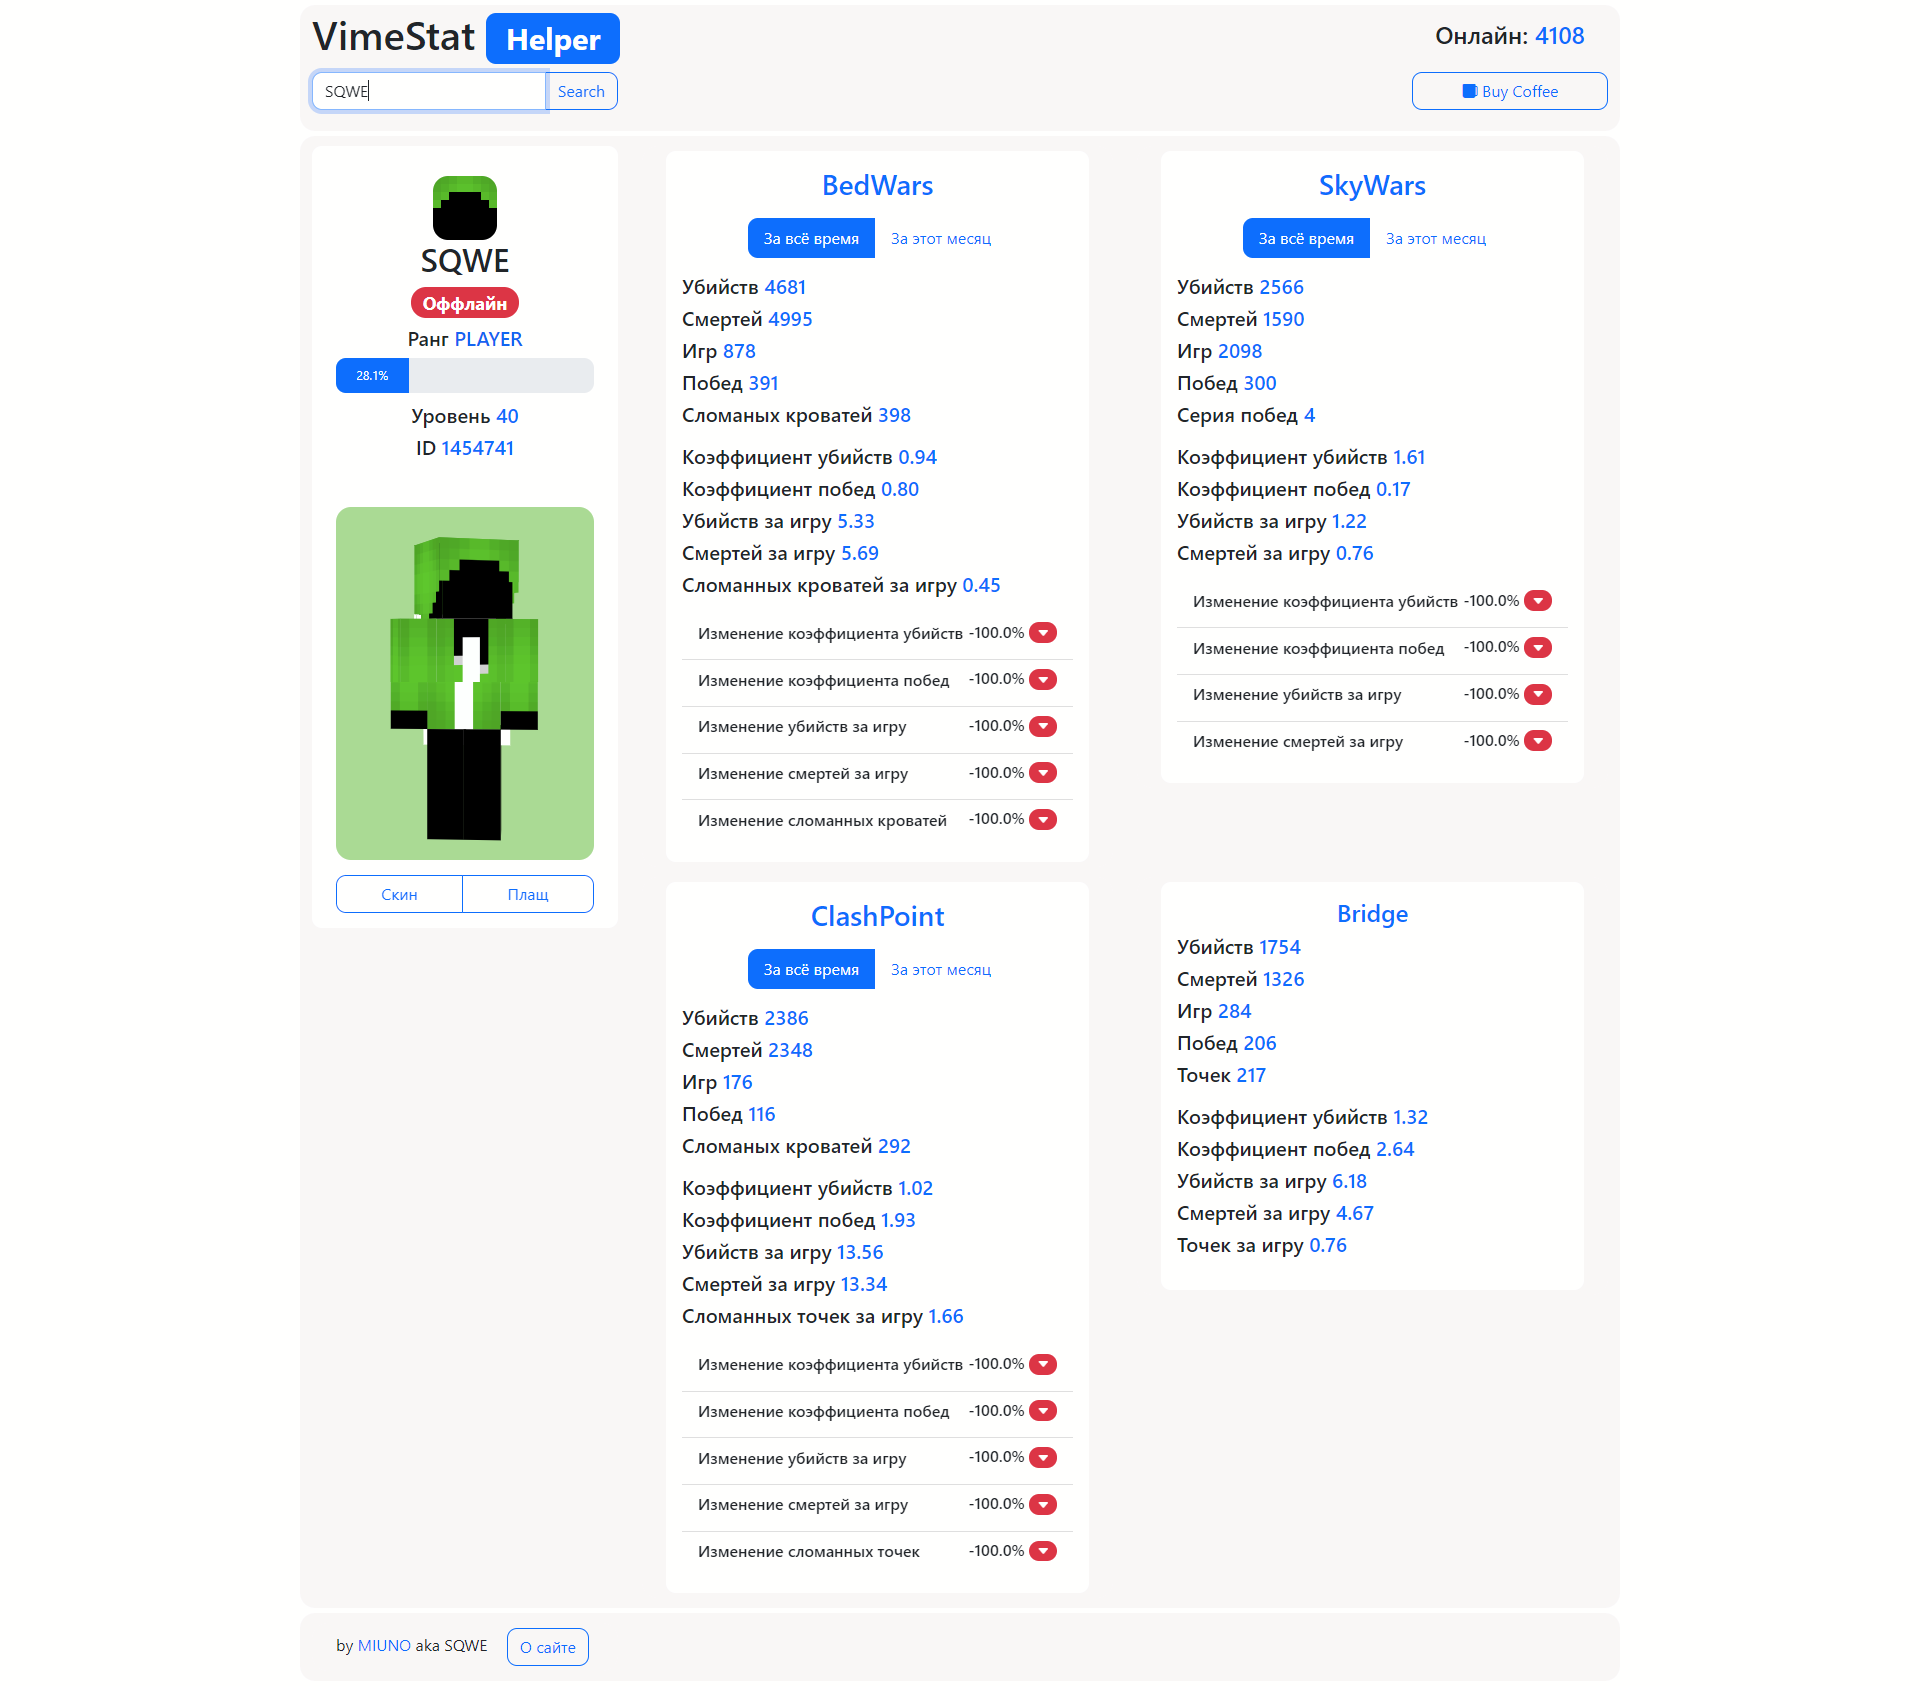 VimeStat Helper
Онлайн: 4108
SQWE
Search
Buy Coffee
SQWE
Оффлайн
Ранг PLAYER
28.1%
Уровень 40
ID 1454741
Скин
Плащ
BedWars
За всё время
За этот месяц
Убийств 4681
Смертей 4995
Игр 878
Побед 391
Сломаных кроватей 398
Коэффициент убийств 0.94
Коэффициент побед 0.80
Убийств за игру 5.33
Смертей за игру 5.69
Сломанных кроватей за игру 0.45
Изменение коэффициента убийств -100.0%
Изменение коэффициента побед -100.0%
Изменение убийств за игру -100.0%
Изменение смертей за игру -100.0%
Изменение сломанных кроватей -100.0%
SkyWars
За всё время
За этот месяц
Убийств 2566
Смертей 1590
Игр 2098
Побед 300
Серия побед 4
Коэффициент убийств 1.61
Коэффициент побед 0.17
Убийств за игру 1.22
Смертей за игру 0.76
Изменение коэффициента убийств -100.0%
Изменение коэффициента побед -100.0%
Изменение убийств за игру -100.0%
Изменение смертей за игру -100.0%
ClashPoint
За всё время
За этот месяц
Убийств 2386
Смертей 2348
Игр 176
Побед 116
Сломаных кроватей 292
Коэффициент убийств 1.02
Коэффициент побед 1.93
Убийств за игру 13.56
Смертей за игру 13.34
Сломанных точек за игру 1.66
Изменение коэффициента убийств -100.0%
Изменение коэффициента побед -100.0%
Изменение убийств за игру -100.0%
Изменение смертей за игру -100.0%
Изменение сломанных точек -100.0%
Bridge
Убийств 1754
Смертей 1326
Игр 284
Побед 206
Точек 217
Коэффициент убийств 1.32
Коэффициент побед 2.64
Убийств за игру 6.18
Смертей за игру 4.67
Точек за игру 0.76
by MIUNO aka SQWE
О сайте